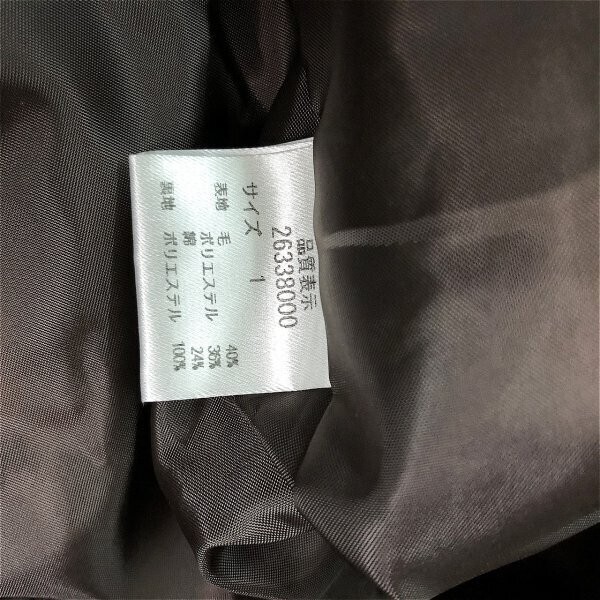 品質表示
26338000
サイズ 1
表地 毛 40%
ポリエステル 36%
綿 24%
裏地 ポリエステル 100%